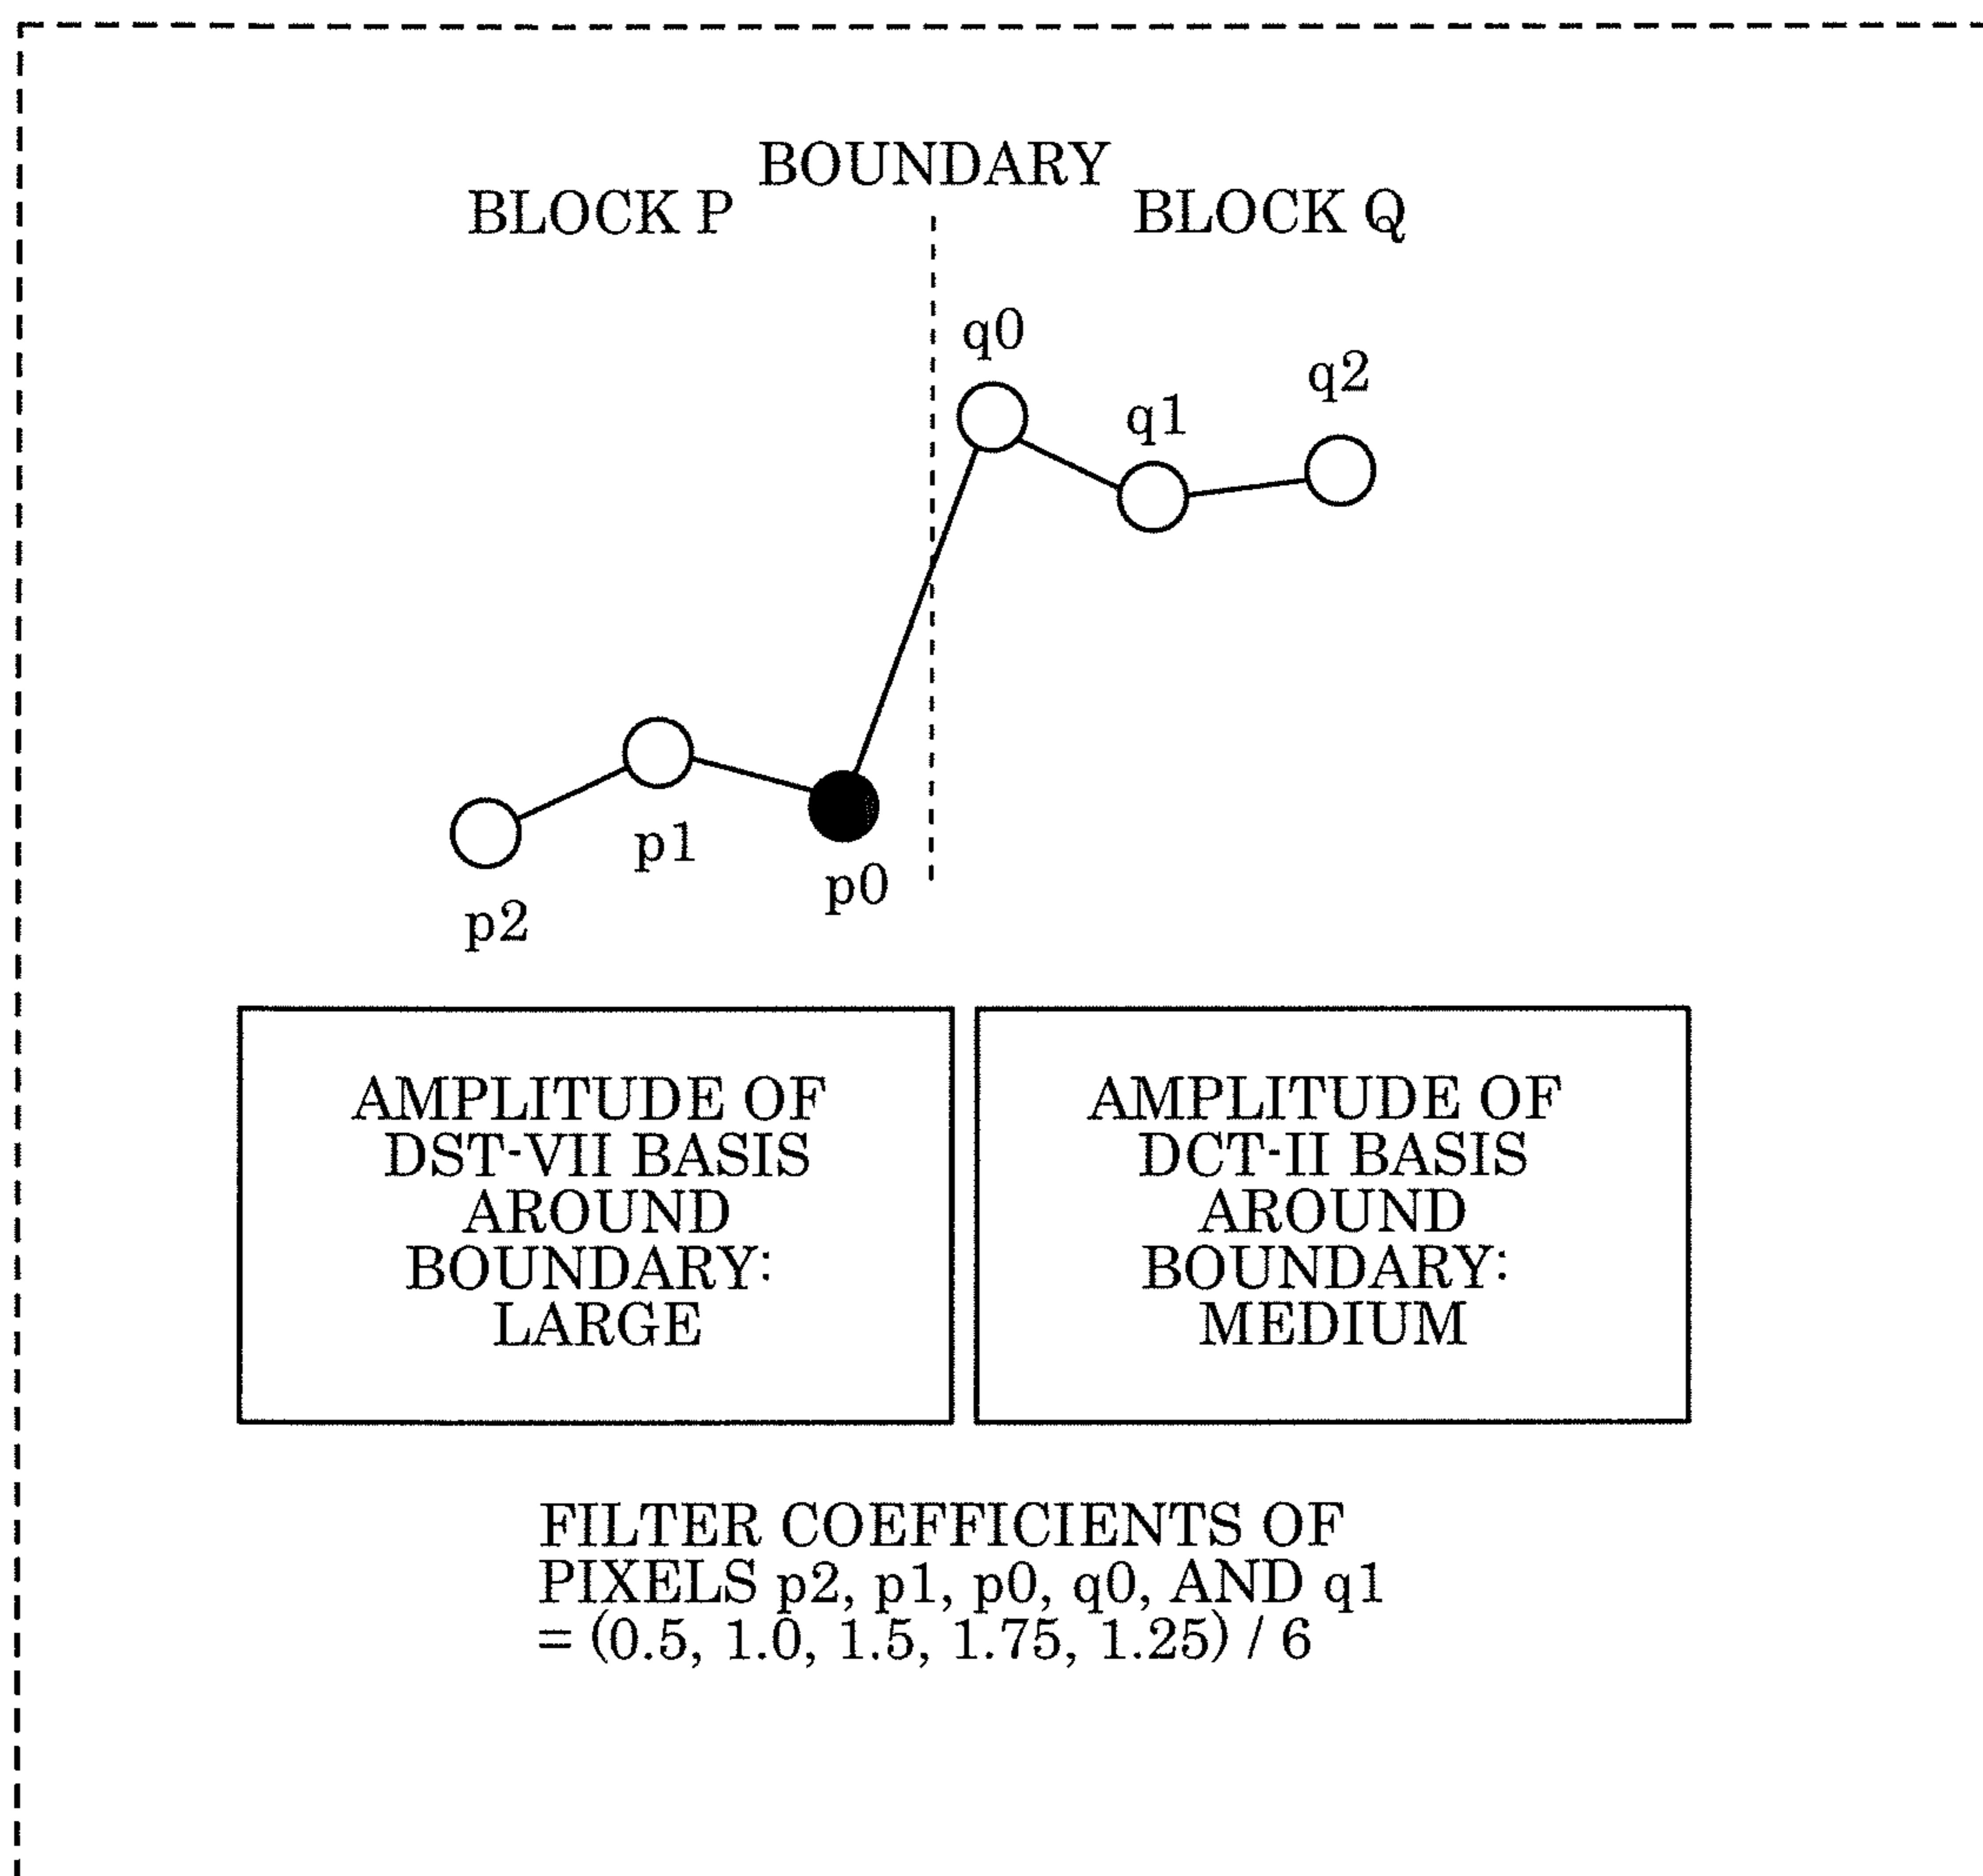 BOUNDARY
BLOCK P
BLOCK Q
q0
q1
q2
p1
p0
p2
AMPLITUDE OF
DST-VII BASIS
AROUND
BOUNDARY:
LARGE
AMPLITUDE OF
DCT-II BASIS
AROUND
BOUNDARY:
MEDIUM
FILTER COEFFICIENTS OF
PIXELS p2, p1, p0, q0, AND q1
= (0.5, 1.0, 1.5, 1.75, 1.25) / 6